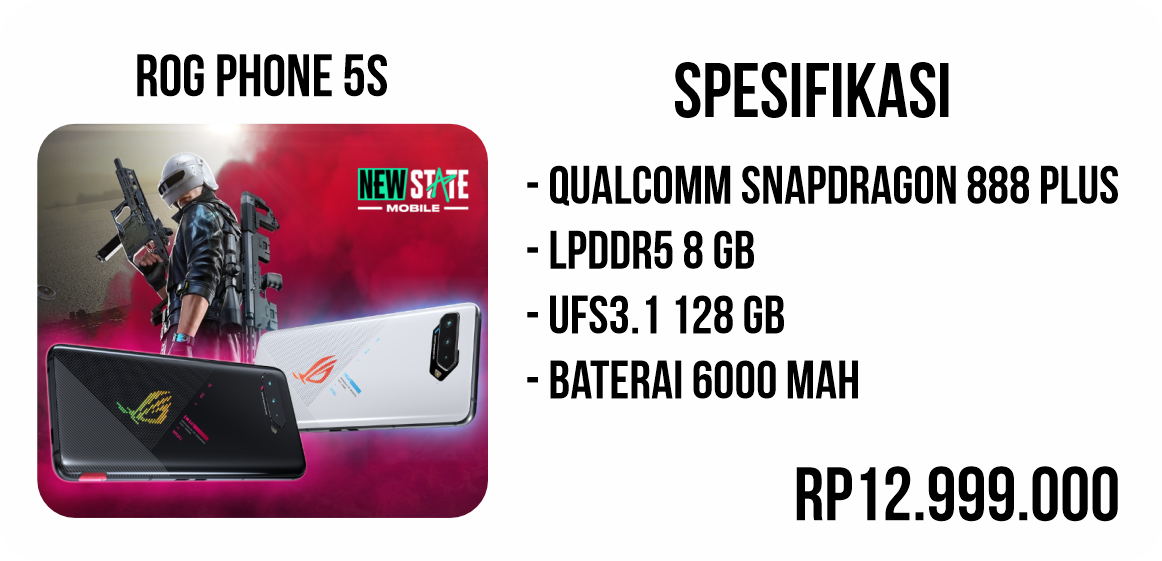 ROG PHONE 5S
NEW STATE
MOBILE
SPESIFIKASI
- QUALCOMM SNAPDRAGON 888 PLUS
- LPDDR5 8 GB
- UFS3.1 128 GB
- BATERAI 6000 MAH
RP12.999.000